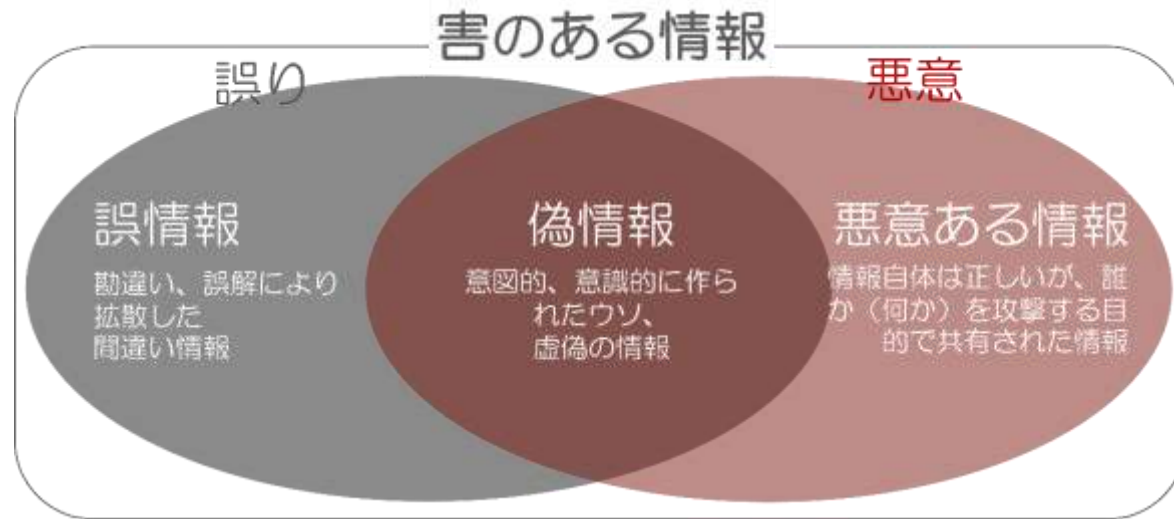 害のある情報
誤り
悪意
誤情報
勘違い、誤解により
拡散した
間違い情報
偽情報
意図的、意識的に作ら
れたウソ、
虚偽の情報
悪意ある情報
情報自体は正しいが、誰
か（何か）を攻撃する目
的で共有された情報